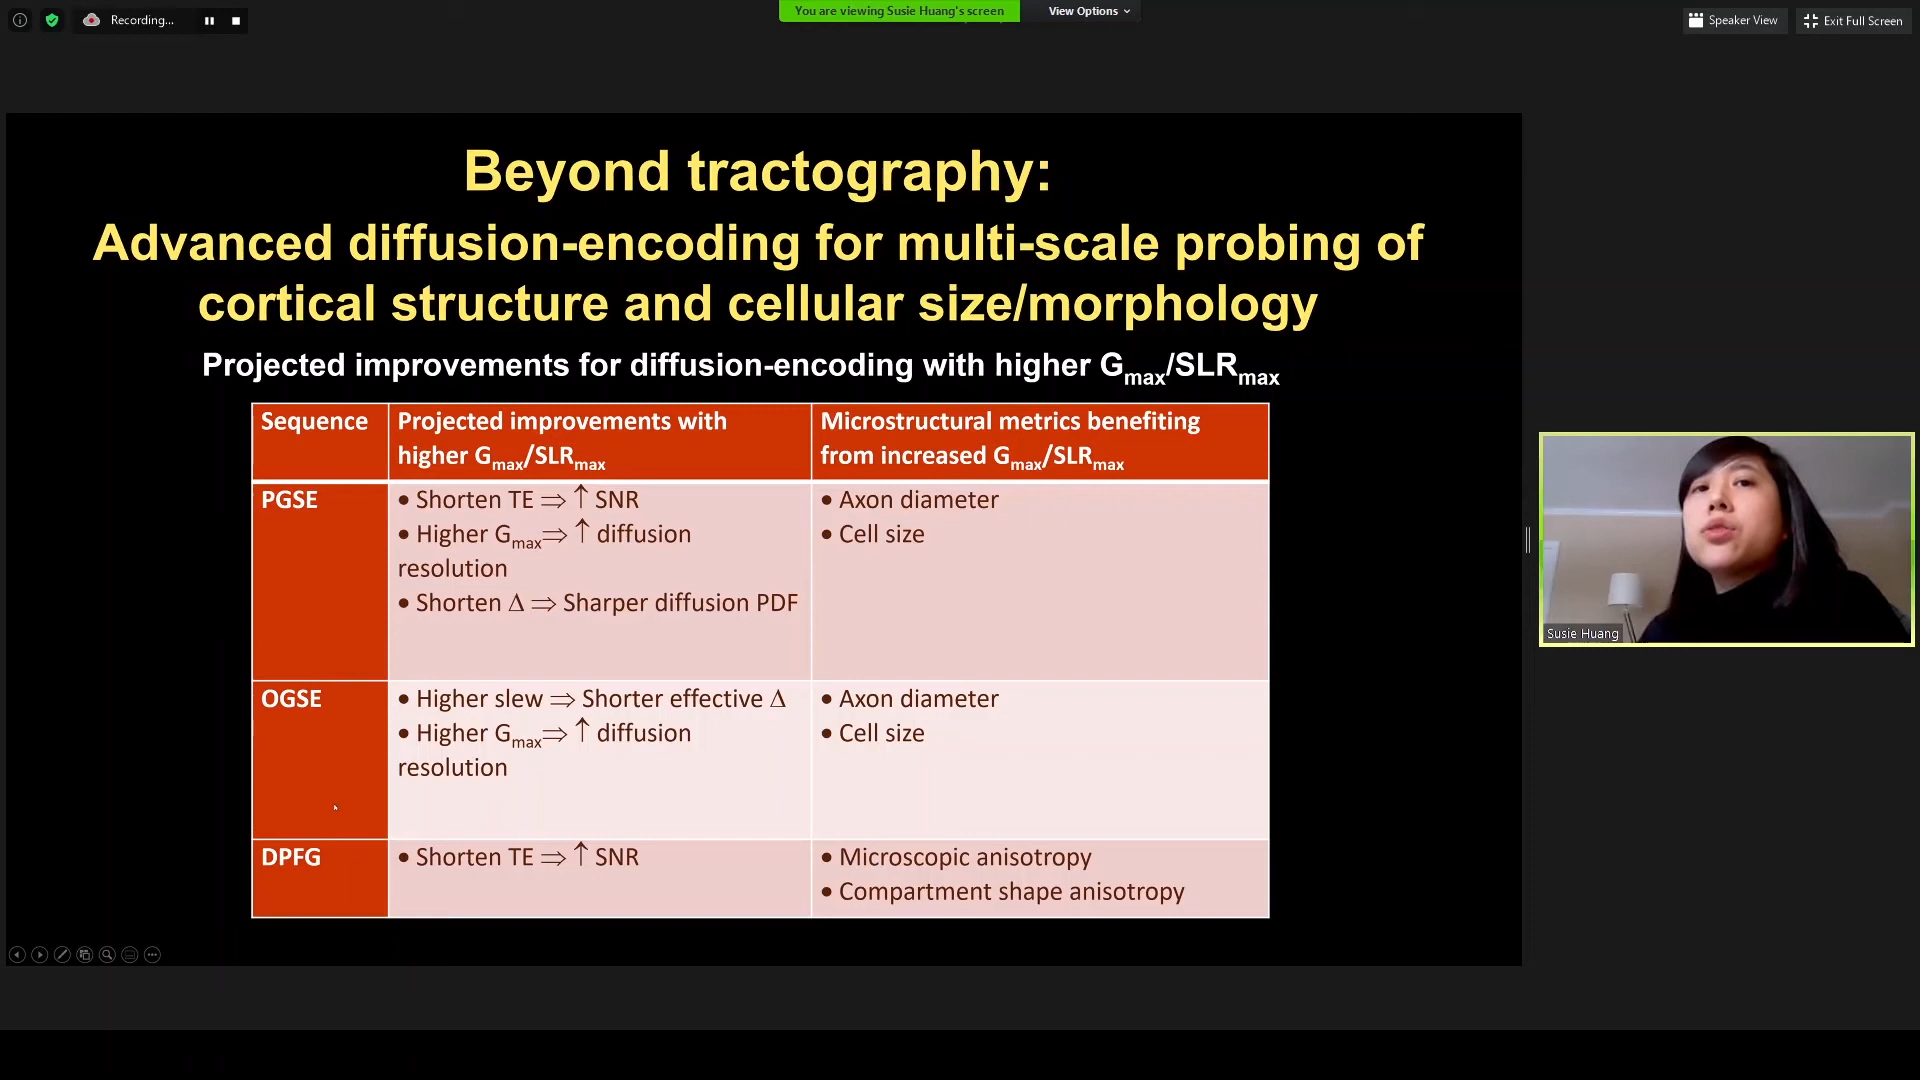 Recording...
You are viewing Susie Huang's screen
View Options
Speaker View
Exit Full Screen
Beyond tractography:
Advanced diffusion-encoding for multi-scale probing of
cortical structure and cellular size/morphology
Projected improvements for diffusion-encoding with higher Gmax/SLRmax
Sequence
Projected improvements with
higher Gmax/SLRmax
Microstructural metrics benefiting
from increased Gmax/SLRmax
PGSE
• Shorten TE ⇒ ↑ SNR
• Higher Gmax⇒ ↑ diffusion
resolution
• Shorten Δ ⇒ Sharper diffusion PDF
• Axon diameter
• Cell size
OGSE
• Higher slew ⇒ Shorter effective Δ
• Higher Gmax⇒ ↑ diffusion
resolution
• Axon diameter
• Cell size
DPFG
• Shorten TE ⇒ ↑ SNR
• Microscopic anisotropy
• Compartment shape anisotropy
Susie Huang